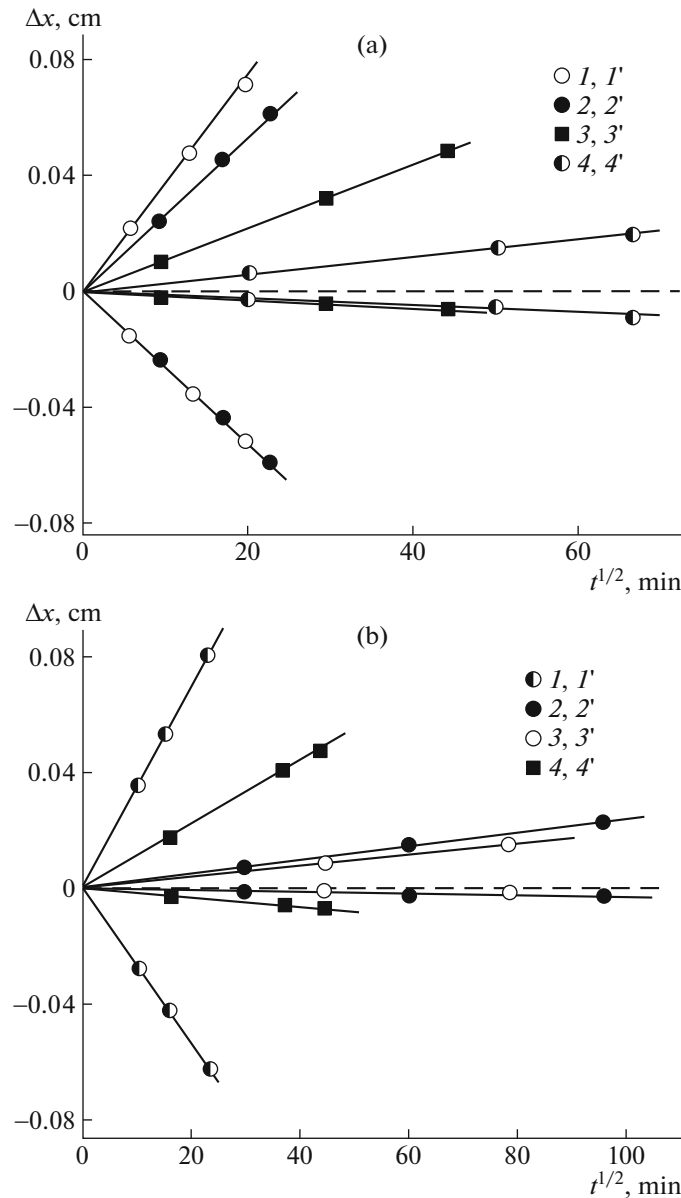 Δx, cm
(a)
0.08
1, 1'
2, 2'
3, 3'
4, 4'
0.04
0
−0.04
−0.08
0 20 40 60
t^{1/2}, min
Δx, cm
(b)
0.08
1, 1'
2, 2'
3, 3'
4, 4'
0.04
0
−0.04
−0.08
0 20 40 60 80 100
t^{1/2}, min